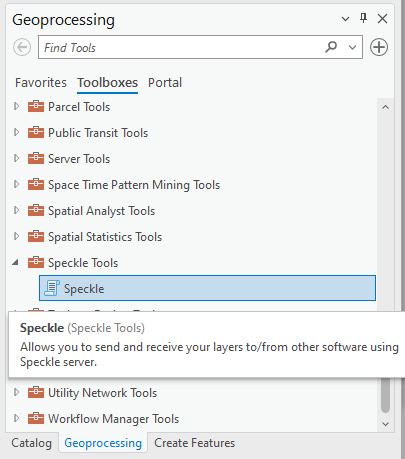 Geoprocessing
Find Tools
Favorites Toolboxes Portal
Parcel Tools
Public Transit Tools
Server Tools
Space Time Pattern Mining Tools
Spatial Analyst Tools
Spatial Statistics Tools
Speckle Tools
Speckle
Speckle (Speckle Tools)
Allows you to send and receive your layers to/from other software using
Speckle server.
Utility Network Tools
Workflow Manager Tools
Catalog Geoprocessing Create Features